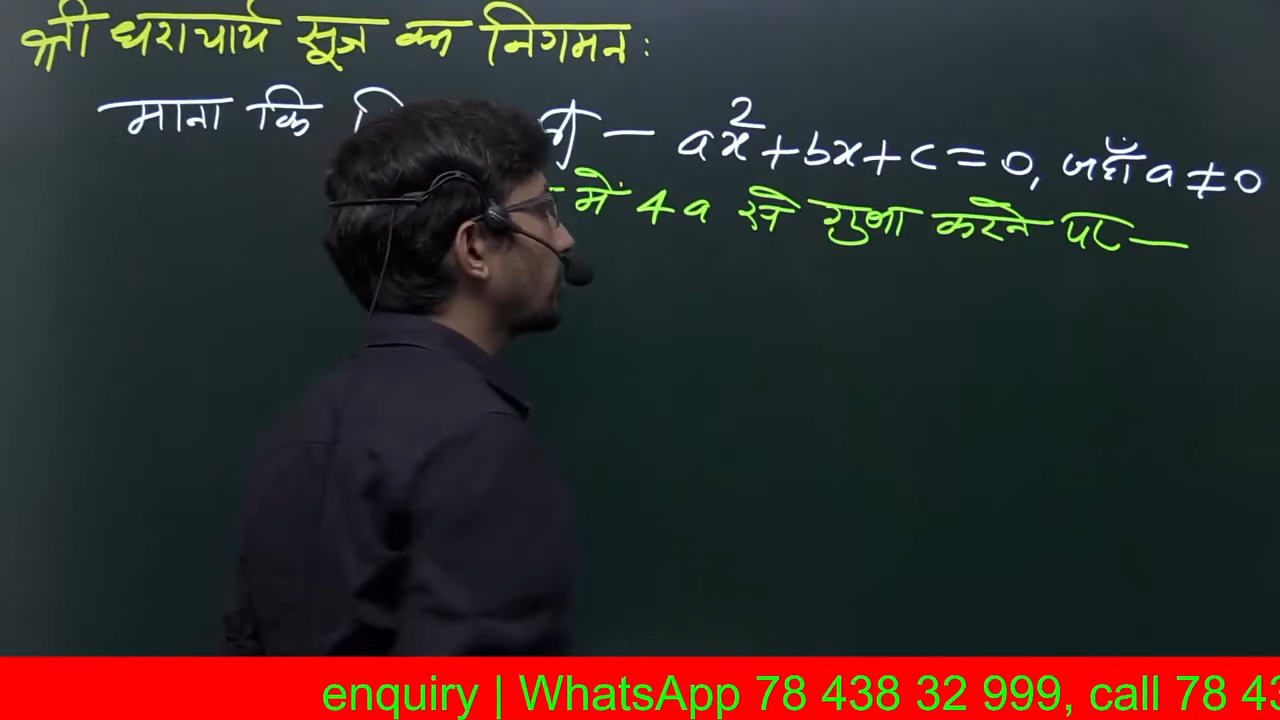 श्री धराचार्य सूत्र का निगमन:
माना कि — ax²+bx+c=0, जहाँ a≠0
में 4a से गुणा करने पर—
enquiry | WhatsApp 78 438 32 999, call 78 43